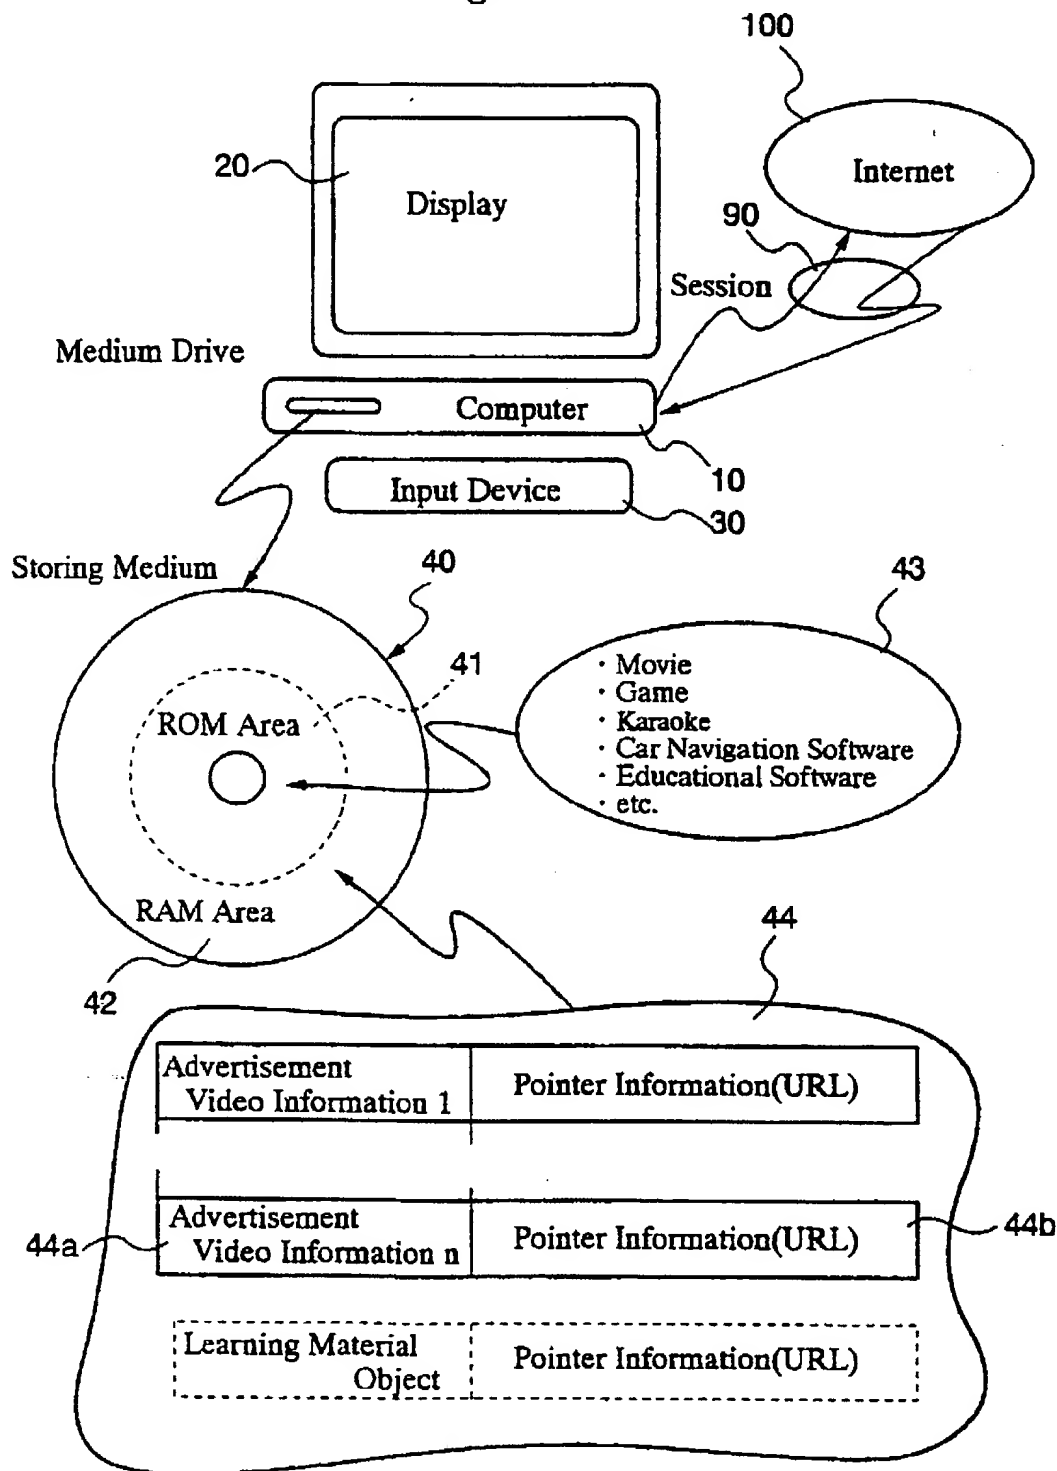 100
20
Display
Internet
90
Session
Medium Drive
Computer
10
Input Device
30
Storing Medium
40
43
41
ROM Area
· Movie
· Game
· Karaoke
· Car Navigation Software
· Educational Software
· etc.
RAM Area
42
44
Advertisement
Video Information 1
Pointer Information(URL)
Advertisement
Video Information n
Pointer Information(URL)
44a
44b
Learning Material
Object
Pointer Information(URL)